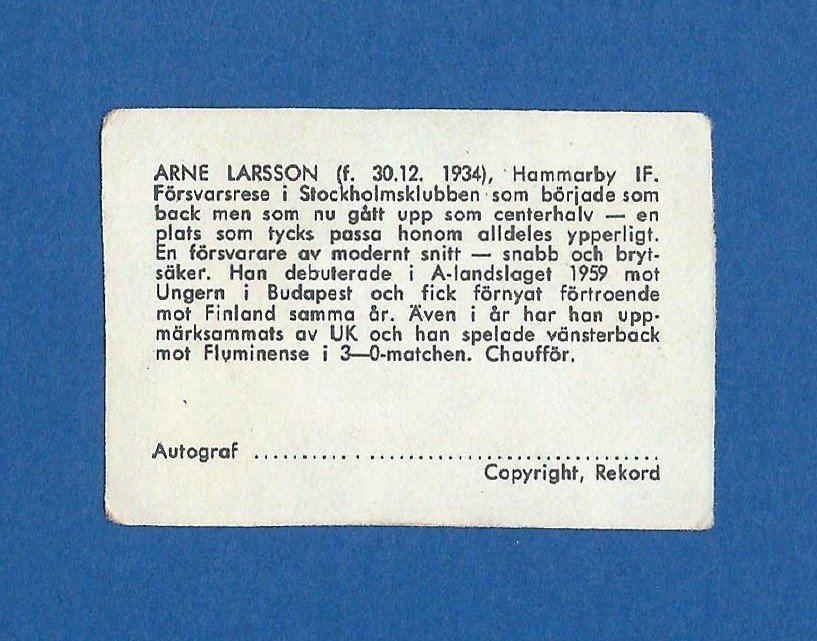 ARNE LARSSON (f. 30.12. 1934), Hammarby IF.
Försvarsrese i Stockholmsklubben som började som
back men som nu gått upp som centerhalv — en
plats som tycks passa honom alldeles ypperligt.
En försvarare av modernt snitt — snabb och bryt-
säker. Han debuterade i A-landslaget 1959 mot
Ungern i Budapest och fick förnyat förtroende
mot Finland samma år. Även i år har han upp-
märksammats av UK och han spelade vänsterback
mot Fluminense i 3—0-matchen. Chaufför.
Autograf ..........................................
Copyright, Rekord